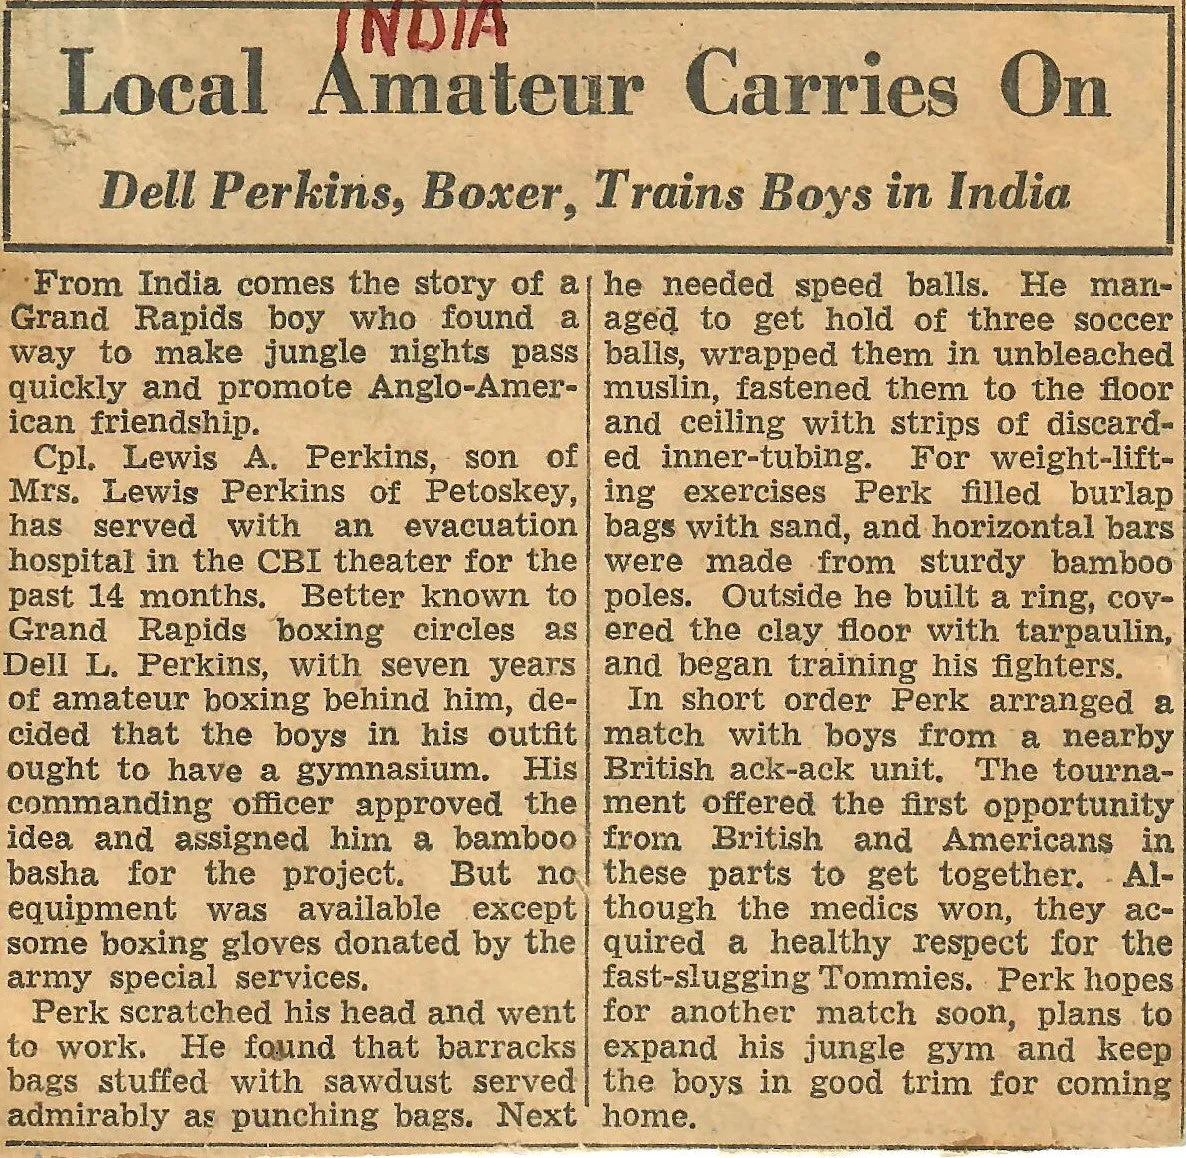 INDIA
Local Amateur Carries On
Dell Perkins, Boxer, Trains Boys in India
From India comes the story of a
Grand Rapids boy who found a
way to make jungle nights pass
quickly and promote Anglo-Amer-
ican friendship.
Cpl. Lewis A. Perkins, son of
Mrs. Lewis Perkins of Petoskey,
has served with an evacuation
hospital in the CBI theater for the
past 14 months. Better known to
Grand Rapids boxing circles as
Dell L. Perkins, with seven years
of amateur boxing behind him, de-
cided that the boys in his outfit
ought to have a gymnasium. His
commanding officer approved the
idea and assigned him a bamboo
basha for the project. But no
equipment was available except
some boxing gloves donated by the
army special services.
Perk scratched his head and went
to work. He found that barracks
bags stuffed with sawdust served
admirably as punching bags. Next
he needed speed balls. He man-
aged to get hold of three soccer
balls, wrapped them in unbleached
muslin, fastened them to the floor
and ceiling with strips of discard-
ed inner-tubing. For weight-lift-
ing exercises Perk filled burlap
bags with sand, and horizontal bars
were made from sturdy bamboo
poles. Outside he built a ring, cov-
ered the clay floor with tarpaulin,
and began training his fighters.
In short order Perk arranged a
match with boys from a nearby
British ack-ack unit. The tourna-
ment offered the first opportunity
from British and Americans in
these parts to get together. Al-
though the medics won, they ac-
quired a healthy respect for the
fast-slugging Tommies. Perk hopes
for another match soon, plans to
expand his jungle gym and keep
the boys in good trim for coming
home.